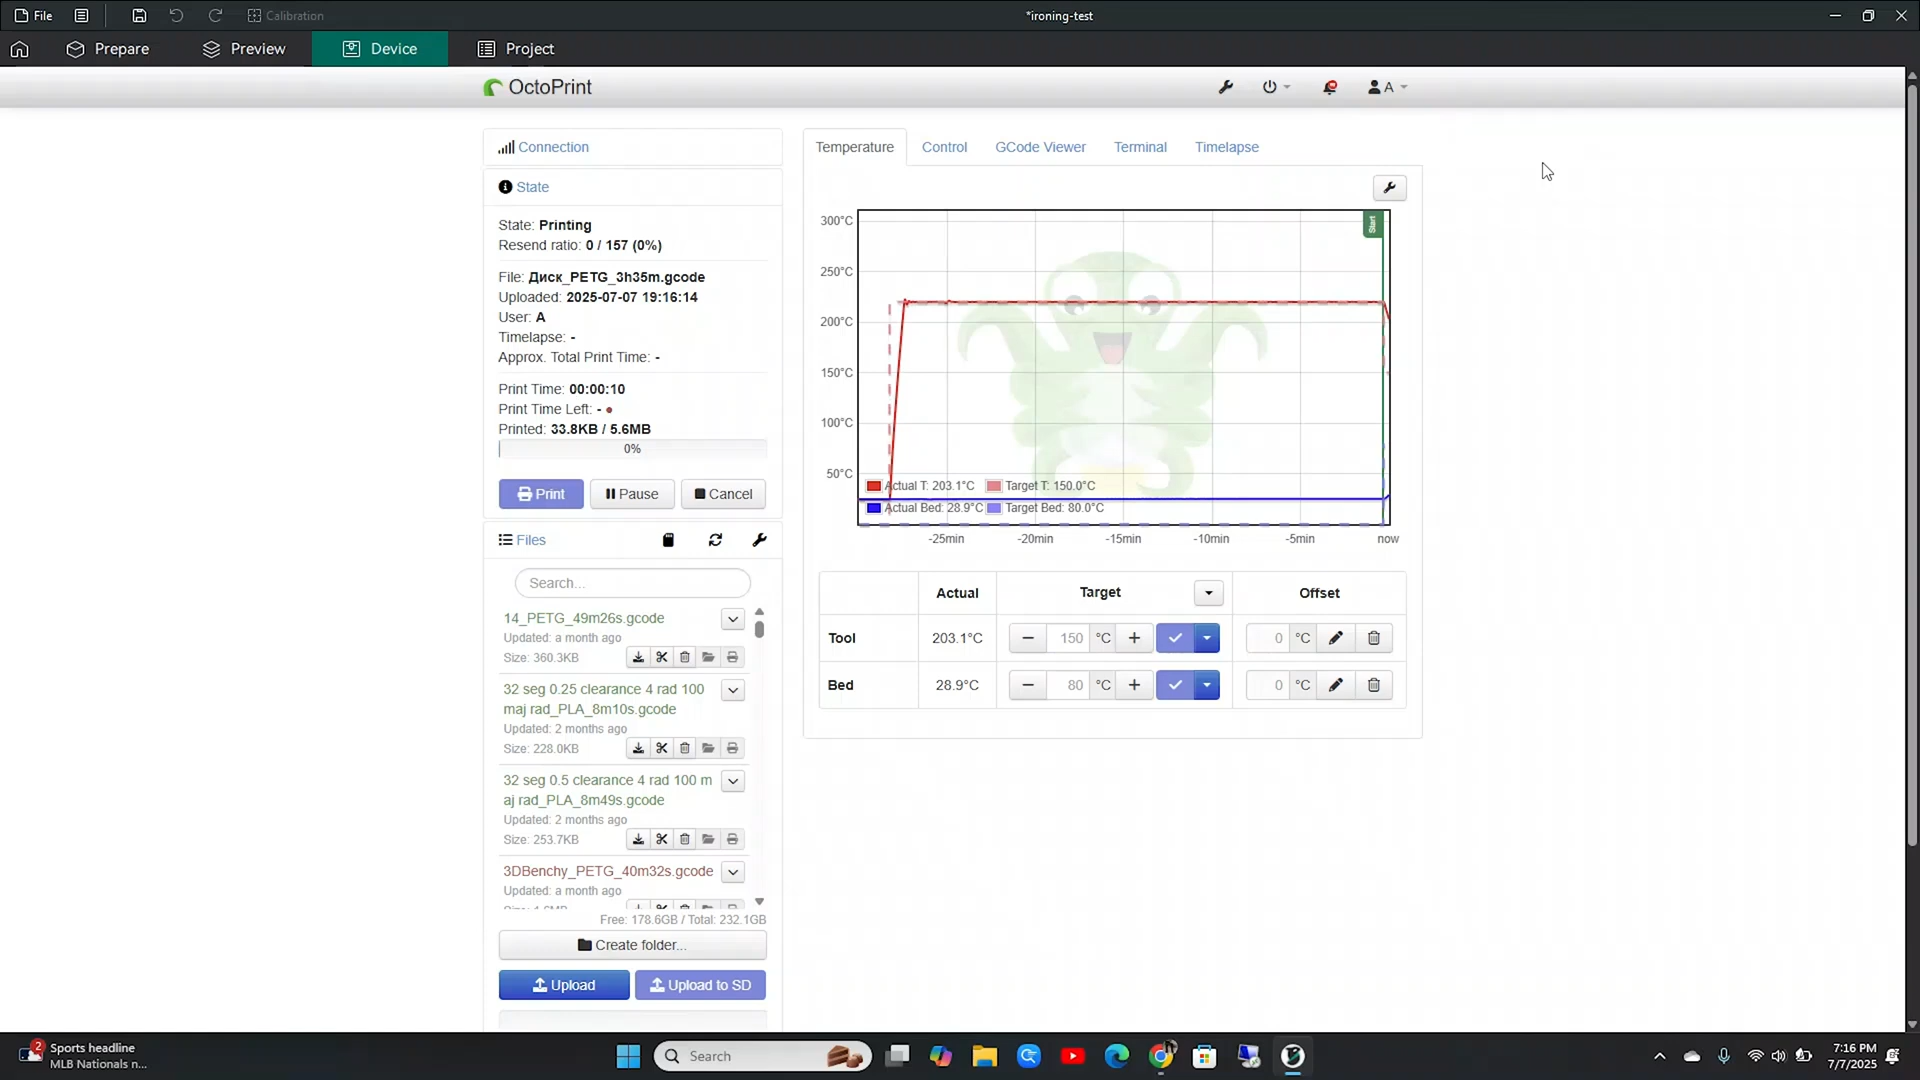 File
Calibration
*ironing-test
Prepare
Preview
Device
Project
OctoPrint
A
Connection
State
State: Printing
Resend ratio: 0 / 157 (0%)
File: Диск_PETG_3h35m.gcode
Uploaded: 2025-07-07 19:16:14
User: A
Timelapse: -
Approx. Total Print Time: -
Print Time: 00:00:10
Print Time Left: -
Printed: 33.8KB / 5.6MB
0%
Print
Pause
Cancel
Files
Search...
14_PETG_49m26s.gcode
Updated: a month ago
Size: 360.3KB
32 seg 0.25 clearance 4 rad 100
maj rad_PLA_8m10s.gcode
Updated: 2 months ago
Size: 228.0KB
32 seg 0.5 clearance 4 rad 100 m
aj rad_PLA_8m49s.gcode
Updated: 2 months ago
Size: 253.7KB
3DBenchy_PETG_40m32s.gcode
Updated: a month ago
Free: 178.6GB / Total: 232.1GB
Create folder...
Upload
Upload to SD
Temperature
Control
GCode Viewer
Terminal
Timelapse
300°C
250°C
200°C
150°C
100°C
50°C
Start
Actual T: 203.1°C
Target T: 150.0°C
Actual Bed: 28.9°C
Target Bed: 80.0°C
-25min
-20min
-15min
-10min
-5min
now
Actual
Target
Offset
Tool
203.1°C
150 °C
0 °C
Bed
28.9°C
80 °C
0 °C
2
Sports headline
MLB Nationals n...
Search
7:16 PM
7/7/2025